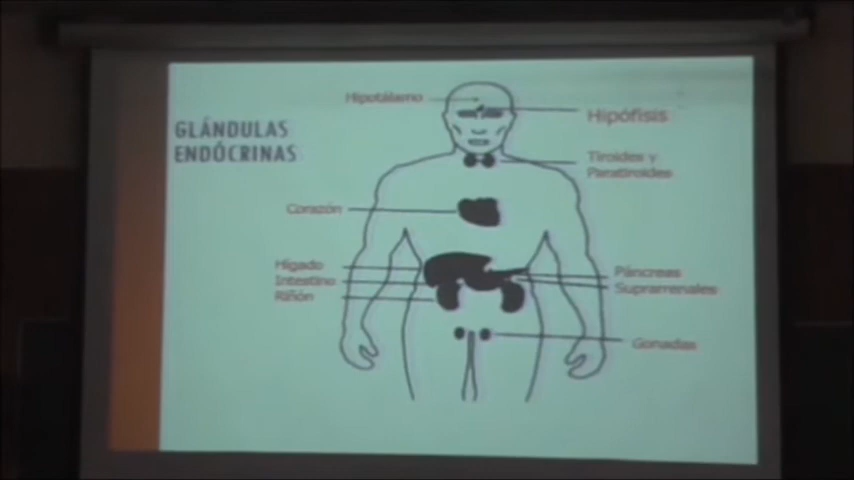 GLÁNDULAS
ENDÓCRINAS
Hipotálamo
Hipófisis
Tiroides y
Paratiroides
Corazón
Hígado
Intestino
Riñón
Páncreas
Suprarrenales
Gonadas